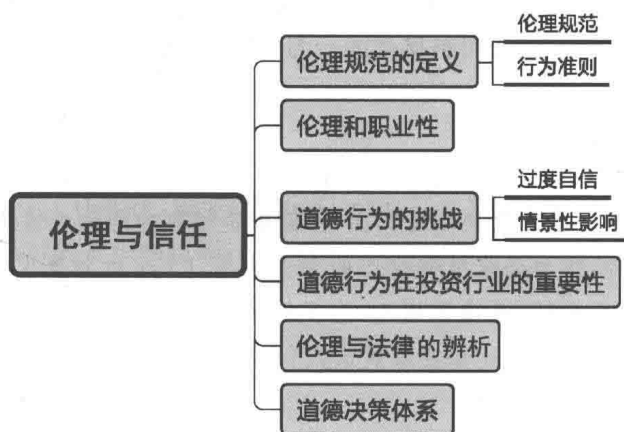 伦理规范
伦理规范的定义
行为准则
伦理和职业性
过度自信
伦理与信任
道德行为的挑战
情景性影响
道德行为在投资行业的重要性
伦理与法律的辨析
道德决策体系